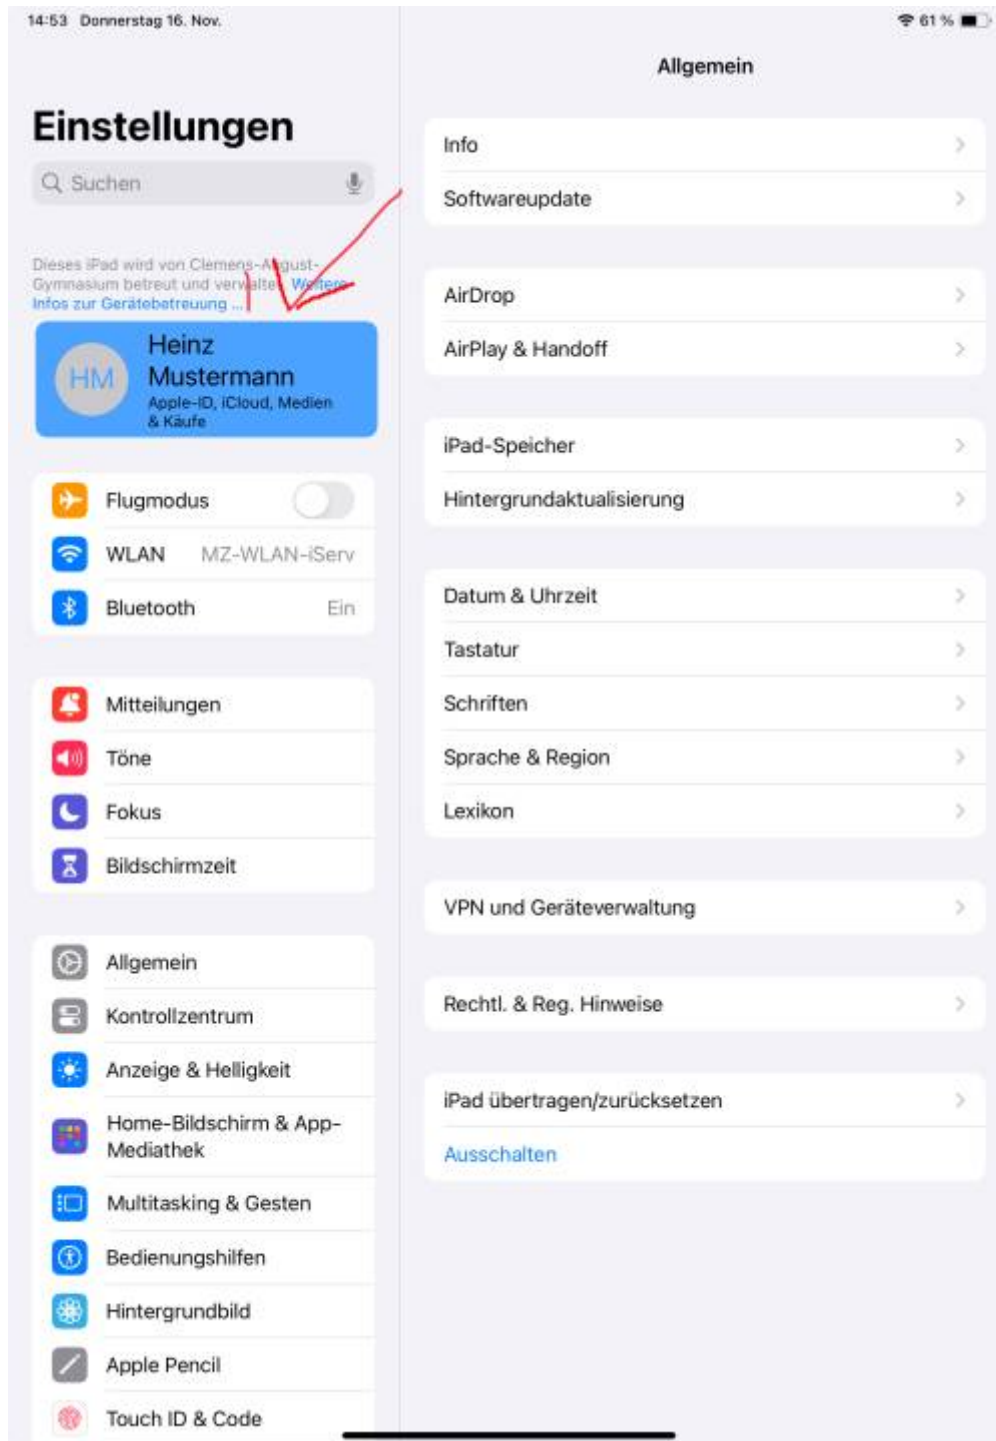 14:53 Donnerstag 16. Nov.
61 %
Einstellungen
Suchen
Dieses iPad wird von Clemens-August-
Gymnasium betreut und verwaltet. Weitere
Infos zur Gerätebetreuung ...
HM
Heinz
Mustermann
Apple-ID, iCloud, Medien
& Käufe
Flugmodus
WLAN MZ-WLAN-iServ
Bluetooth Ein
Mitteilungen
Töne
Fokus
Bildschirmzeit
Allgemein
Kontrollzentrum
Anzeige & Helligkeit
Home-Bildschirm & App-
Mediathek
Multitasking & Gesten
Bedienungshilfen
Hintergrundbild
Apple Pencil
Touch ID & Code
Allgemein
Info
Softwareupdate
AirDrop
AirPlay & Handoff
iPad-Speicher
Hintergrundaktualisierung
Datum & Uhrzeit
Tastatur
Schriften
Sprache & Region
Lexikon
VPN und Geräteverwaltung
Rechtl. & Reg. Hinweise
iPad übertragen/zurücksetzen
Ausschalten